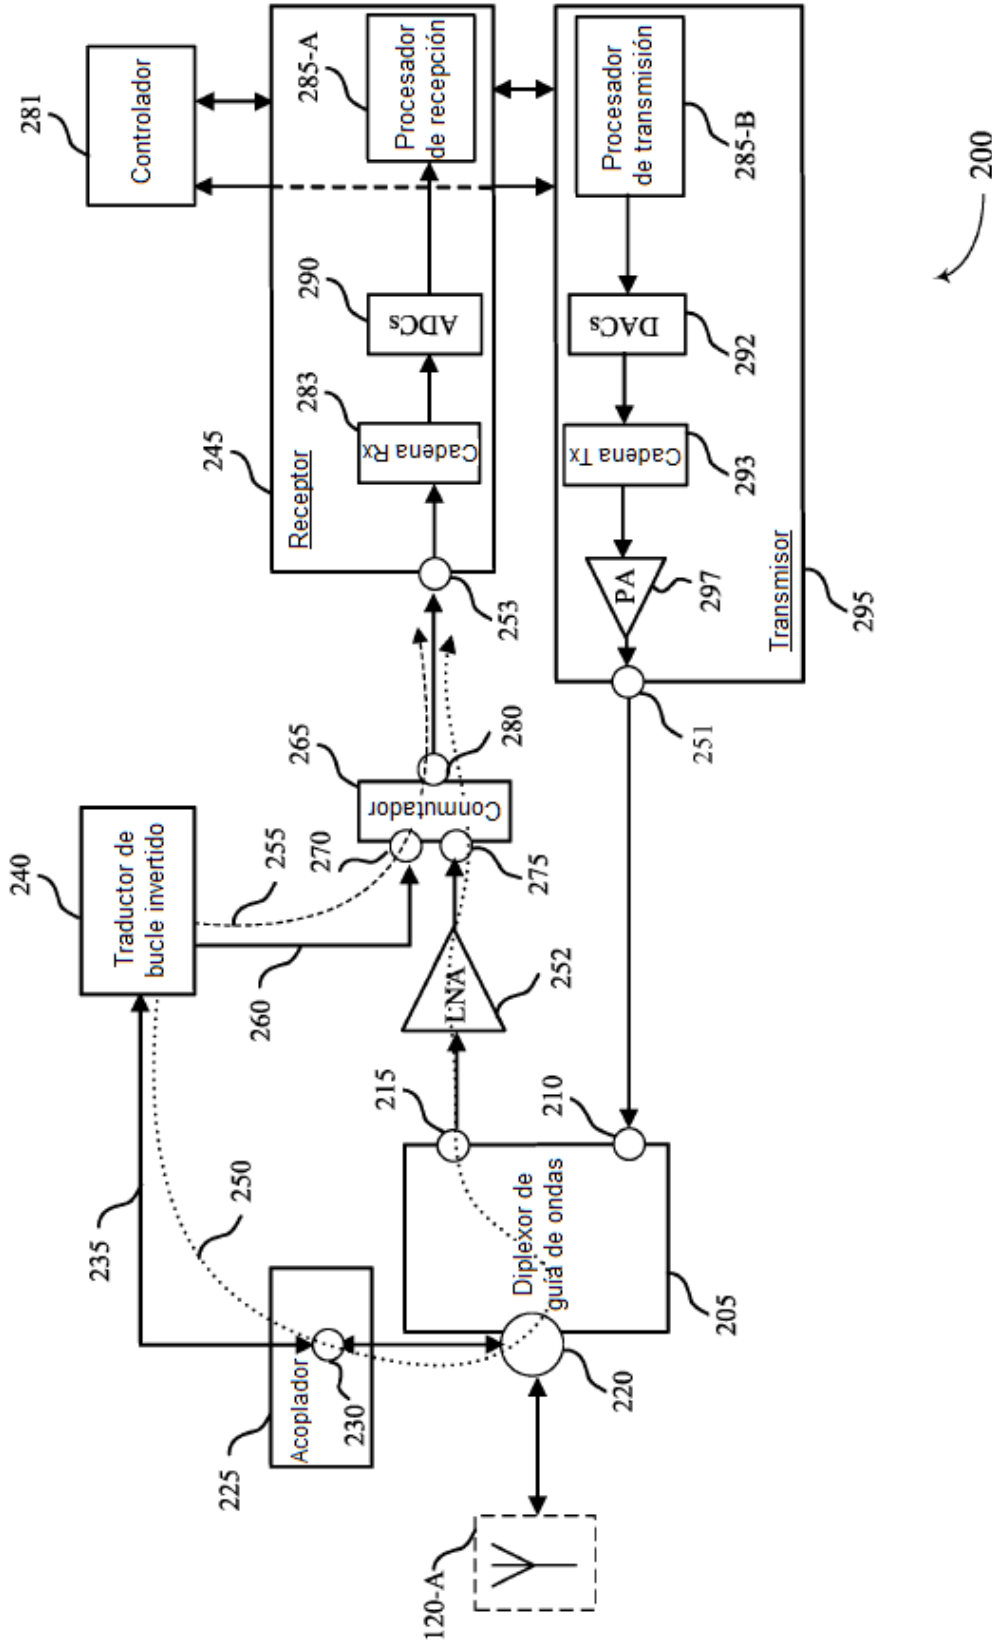 281
Controlador
285-A
Procesador
de recepción
290
ADCs
283
Cadena Rx
245
Receptor
253
Procesador
de transmisión
285-B
DACs
292
Cadena Tx
293
PA
297
Transmisor
295
251
200
265
Conmutador
280
270
275
240
Traductor de
bucle invertido
255
260
LNA
252
215
210
235
250
Diplexor de
guía de ondas
205
220
Acoplador
230
225
120-A